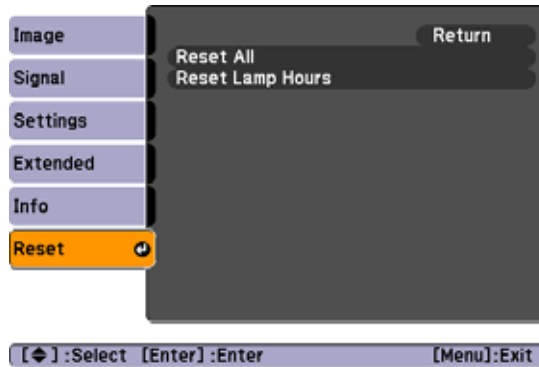 Image
Signal
Settings
Extended
Info
Reset
Return
Reset All
Reset Lamp Hours
[◆] :Select [Enter] :Enter [Menu]:Exit